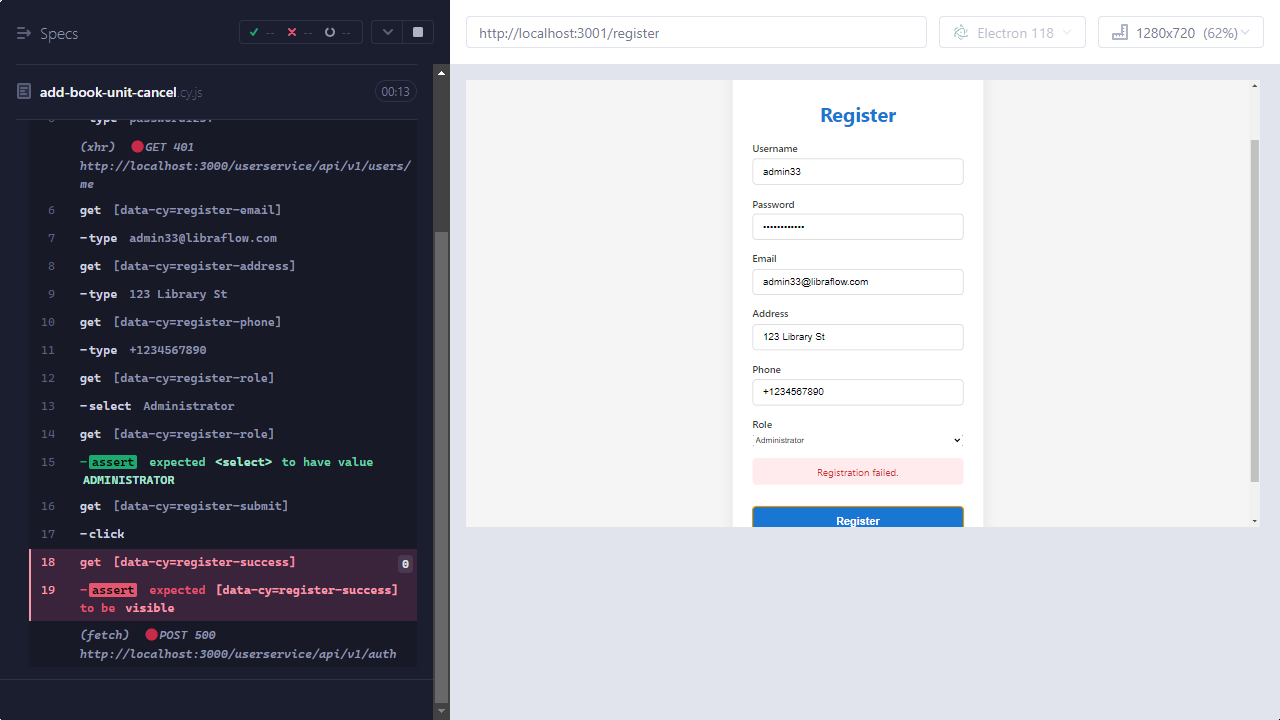 Specs
-- -- --
add-book-unit-cancel.cy.js
00:13
-type password123!
(xhr) GET 401
http://localhost:3000/userservice/api/v1/users/
me
6 get [data-cy=register-email]
7 -type admin33@libraflow.com
8 get [data-cy=register-address]
9 -type 123 Library St
10 get [data-cy=register-phone]
11 -type +1234567890
12 get [data-cy=register-role]
13 -select Administrator
14 get [data-cy=register-role]
15 -assert expected <select> to have value
ADMINISTRATOR
16 get [data-cy=register-submit]
17 -click
18 get [data-cy=register-success] 0
19 -assert expected [data-cy=register-success]
to be visible
(fetch) POST 500
http://localhost:3000/userservice/api/v1/auth
http://localhost:3001/register
Electron 118
1280x720 (62%)
Register
Username
admin33
Password
••••••••••••
Email
admin33@libraflow.com
Address
123 Library St
Phone
+1234567890
Role
Administrator
Registration failed.
Register